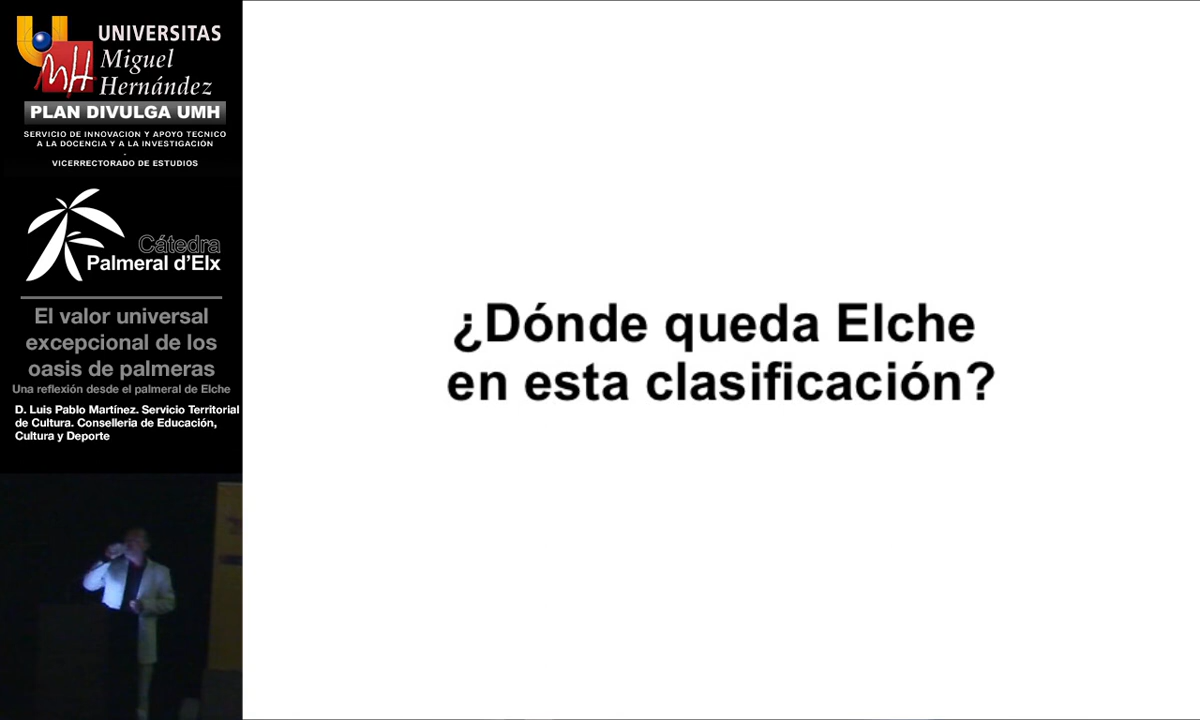 UNIVERSITAS
Miguel
Hernández
PLAN DIVULGA UMH
SERVICIO DE INNOVACION Y APOYO TECNICO
A LA DOCENCIA Y A LA INVESTIGACION
.
VICERRECTORADO DE ESTUDIOS
Cátedra
Palmeral d'Elx
El valor universal
excepcional de los
oasis de palmeras
Una reflexión desde el palmeral de Elche
D. Luis Pablo Martínez. Servicio Territorial
de Cultura. Conselleria de Educación,
Cultura y Deporte
¿Dónde queda Elche
en esta clasificación?